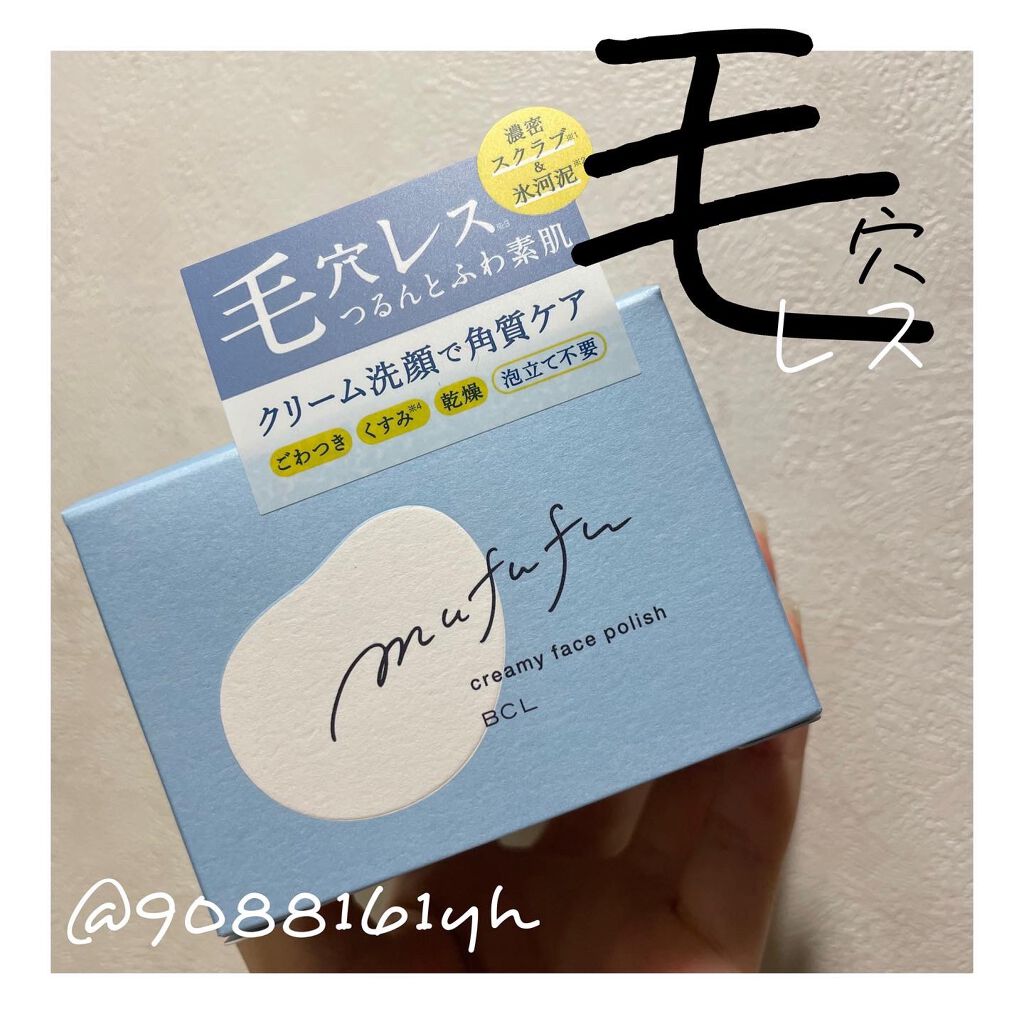 濃密
スクラブ※1
&
氷河泥※2
毛穴レス※3
つるんとふわ素肌
クリーム洗顔で角質ケア
ごわつき くすみ※4 乾燥 泡立て不要
毛穴
レス
mufufu
creamy face polish
BCL
@9088161yh